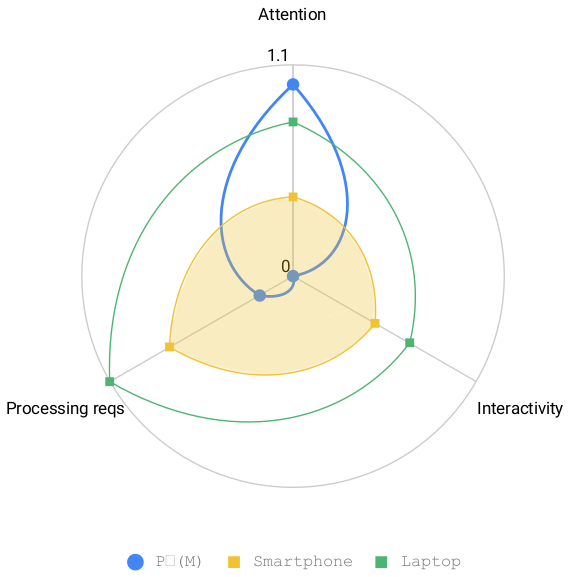 Attention
1.1
0
Processing reqs
Interactivity
P□(M)
Smartphone
Laptop